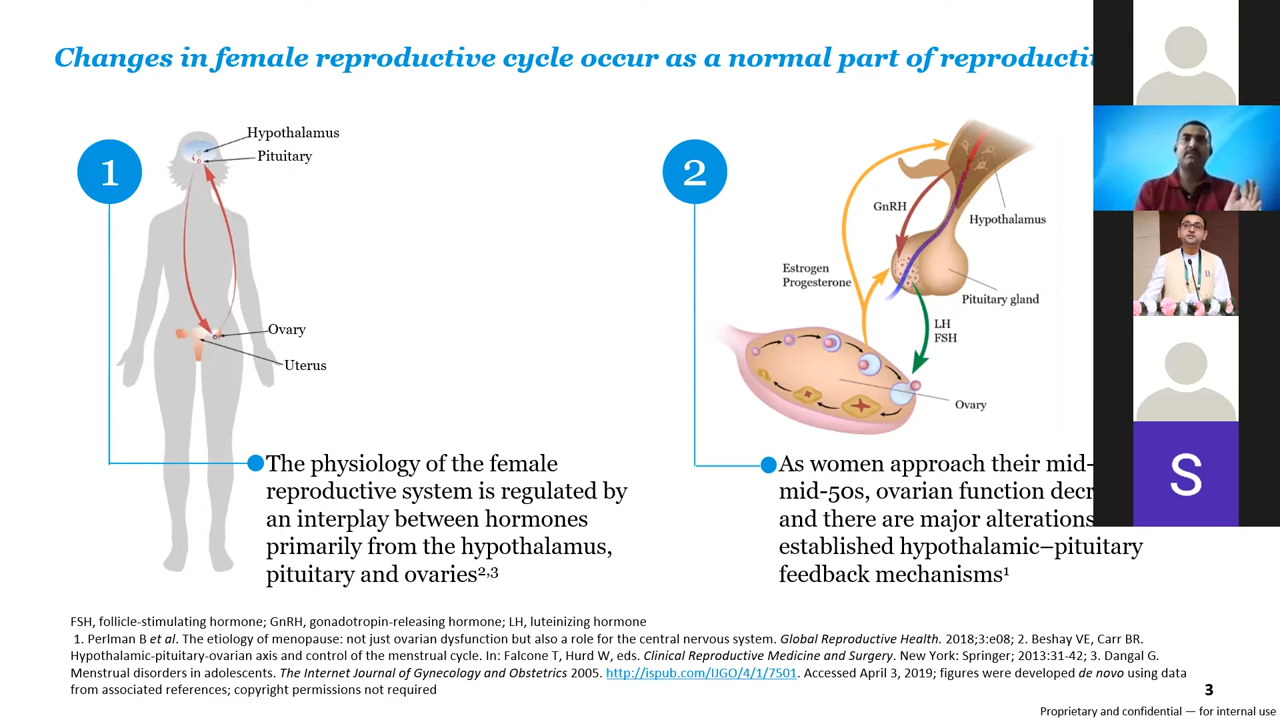 Changes in female reproductive cycle occur as a normal part of
1
Hypothalamus
Pituitary
Ovary
Uterus
The physiology of the female
reproductive system is regulated by
an interplay between hormones
primarily from the hypothalamus,
pituitary and ovaries2,3
2
GnRH
Hypothalamus
Estrogen
Progesterone
Pituitary gland
LH
FSH
Ovary
As women approach their mid-
mid-50s, ovarian function
and there are major alterations
established hypothalamic–pituitary
feedback mechanisms1
S
FSH, follicle-stimulating hormone; GnRH, gonadotropin-releasing hormone; LH, luteinizing hormone
1. Perlman B et al. The etiology of menopause: not just ovarian dysfunction but also a role for the central nervous system. Global Reproductive Health. 2018;3:e08; 2. Beshay VE, Carr BR.
Hypothalamic-pituitary-ovarian axis and control of the menstrual cycle. In: Falcone T, Hurd W, eds. Clinical Reproductive Medicine and Surgery. New York: Springer; 2013:31-42; 3. Dangal G.
Menstrual disorders in adolescents. The Internet Journal of Gynecology and Obstetrics 2005. http://ispub.com/IJGO/4/1/7501. Accessed April 3, 2019; figures were developed de novo using data
from associated references; copyright permissions not required
3
Proprietary and confidential — for internal use